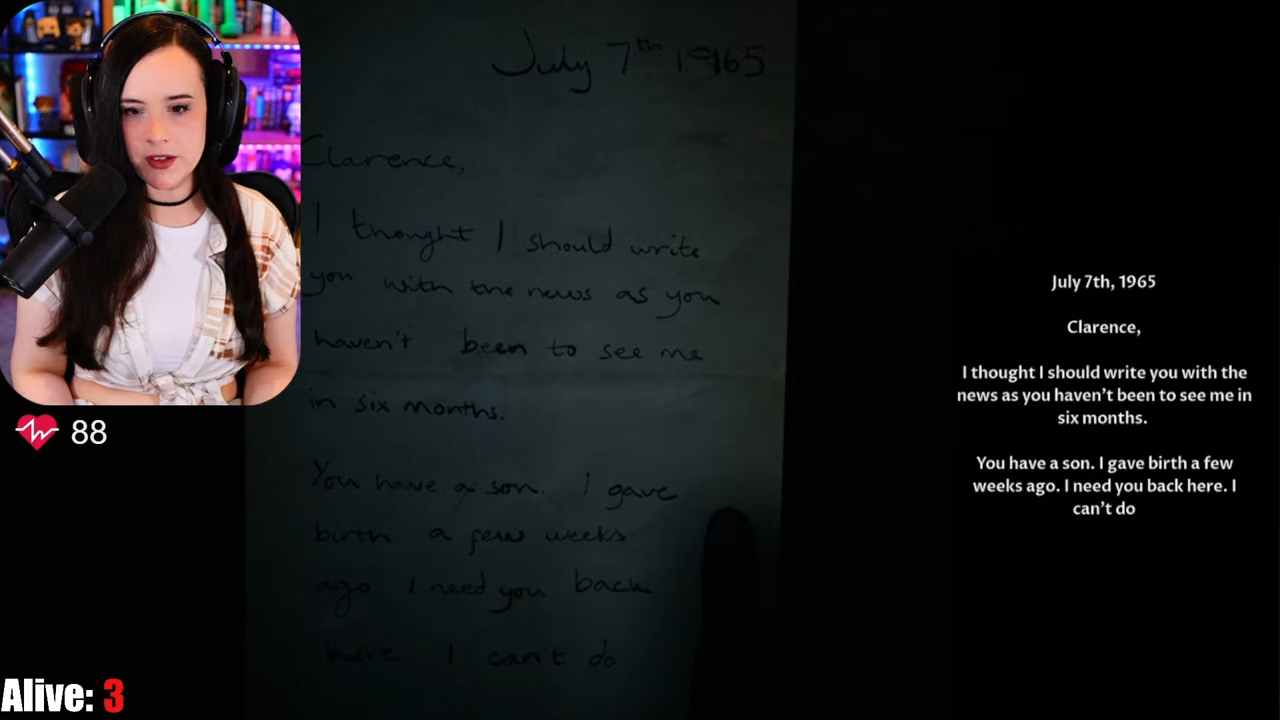 July 7th 1965
Clarence,
I thought I should write
you with the news as you
haven't been to see me
in six months.
You have a son. I gave
birth a few weeks
ago. I need you back
here. I can't do
July 7th, 1965
Clarence,
I thought I should write you with the
news as you haven't been to see me in
six months.
You have a son. I gave birth a few
weeks ago. I need you back here. I
can't do
88
Alive: 3